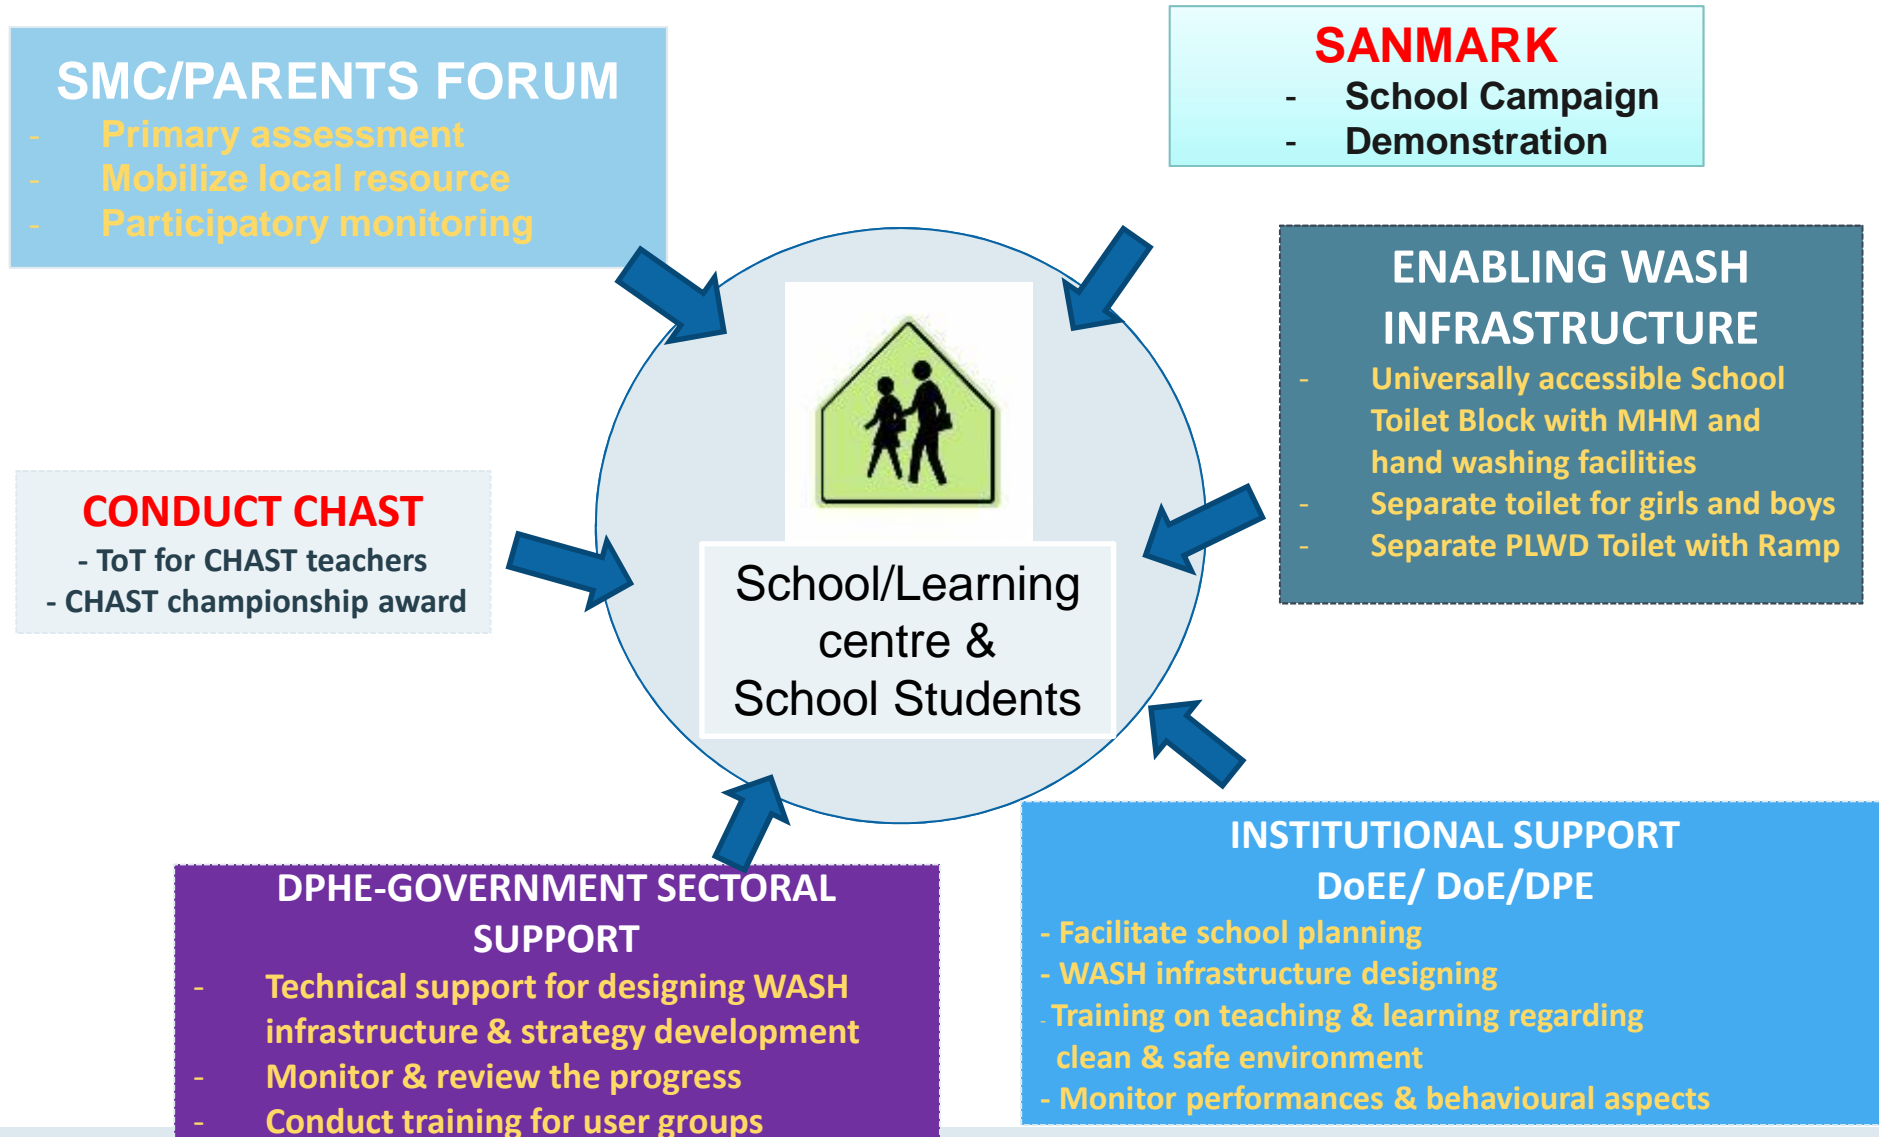 SMC/PARENTS FORUM
- Primary assessment
- Mobilize local resource
- Participatory monitoring
SANMARK
- School Campaign
- Demonstration
ENABLING WASH
INFRASTRUCTURE
- Universally accessible School
Toilet Block with MHM and
hand washing facilities
- Separate toilet for girls and boys
- Separate PLWD Toilet with Ramp
CONDUCT CHAST
- ToT for CHAST teachers
- CHAST championship award
School/Learning
centre &
School Students
DPHE-GOVERNMENT SECTORAL
SUPPORT
- Technical support for designing WASH
infrastructure & strategy development
- Monitor & review the progress
- Conduct training for user groups
INSTITUTIONAL SUPPORT
DoEE/ DoE/DPE
- Facilitate school planning
- WASH infrastructure designing
- Training on teaching & learning regarding
clean & safe environment
- Monitor performances & behavioural aspects